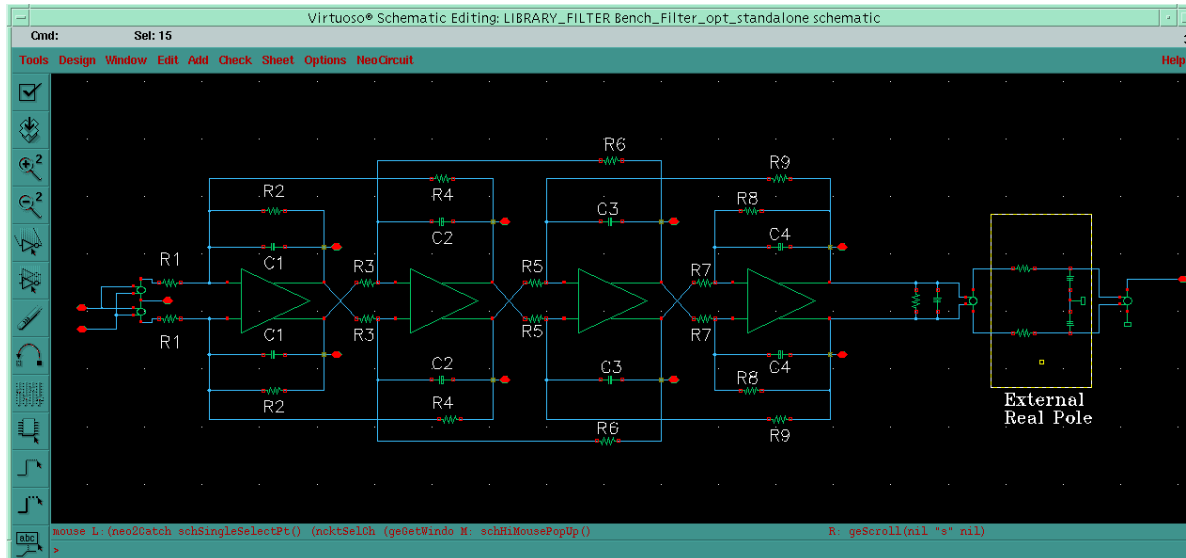 Virtuoso® Schematic Editing: LIBRARY_FILTER Bench_Filter_opt_standalone schematic
Cmd: Sel: 15
Tools Design Window Edit Add Check Sheet Options NeoCircuit Help
2
2
abc
R6
R4 R9
R2 R8
C2 C3 C4
C1
R1 R3 R5 R7
R1 R3 R5 R7
C1
C2 C3 C4
R2 R4 R8
R6 R9
External
Real Pole
mouse L:(neo2Catch schSingleSelectPt() (ncktSelCh (geGetWindo M: schHiMousePopUp() R: geScroll(nil "s" nil)
>